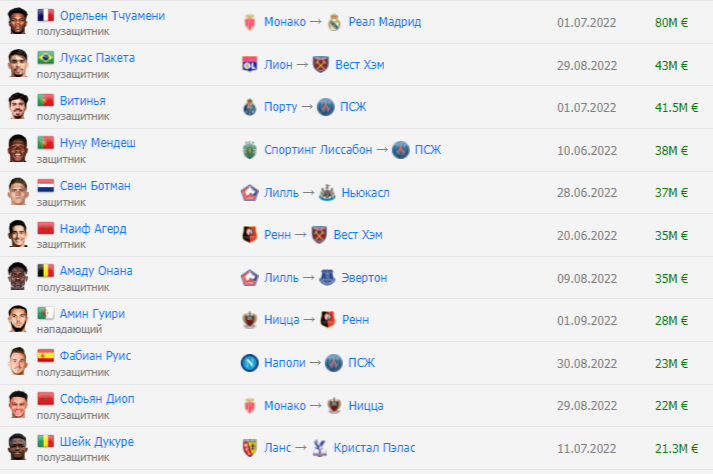 Орельен Тчуамени Монако → Реал Мадрид 01.07.2022 80M €
полузащитник
Лукас Пакета Лион → Вест Хэм 29.08.2022 43M €
полузащитник
Витинья Порту → ПСЖ 01.07.2022 41.5M €
полузащитник
Нуну Мендеш Спортинг Лиссабон → ПСЖ 10.06.2022 38M €
защитник
Свен Ботман Лилль → Ньюкасл 28.06.2022 37M €
защитник
Наиф Агерд Ренн → Вест Хэм 20.06.2022 35M €
защитник
Амаду Онана Лилль → Эвертон 09.08.2022 35M €
полузащитник
Амин Гуири Ницца → Ренн 01.09.2022 28M €
нападающий
Фабиан Руис Наполи → ПСЖ 30.08.2022 23M €
полузащитник
Софьян Диоп Монако → Ницца 29.08.2022 22M €
полузащитник
Шейк Дукуре Ланс → Кристал Пэлас 11.07.2022 21.3M €
полузащитник